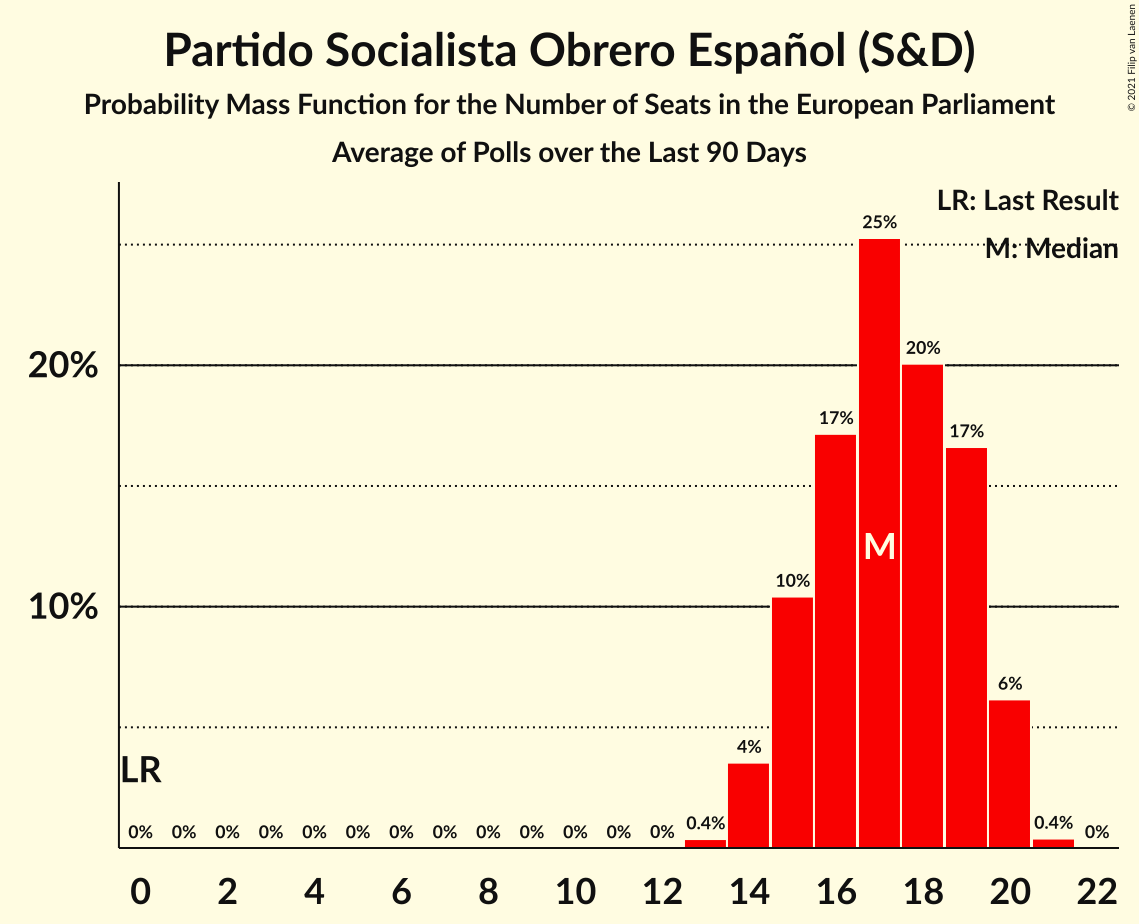 Partido Socialista Obrero Español (S&D)
Probability Mass Function for the Number of Seats in the European Parliament
Average of Polls over the Last 90 Days
© 2021 Filip van Laenen
LR: Last Result
M: Median
25%
20%
20%
17%
17%
M
10%
10%
6%
4%
LR
0% 0% 0% 0% 0% 0% 0% 0% 0% 0% 0% 0% 0% 0.4% 0.4% 0%
0 2 4 6 8 10 12 14 16 18 20 22